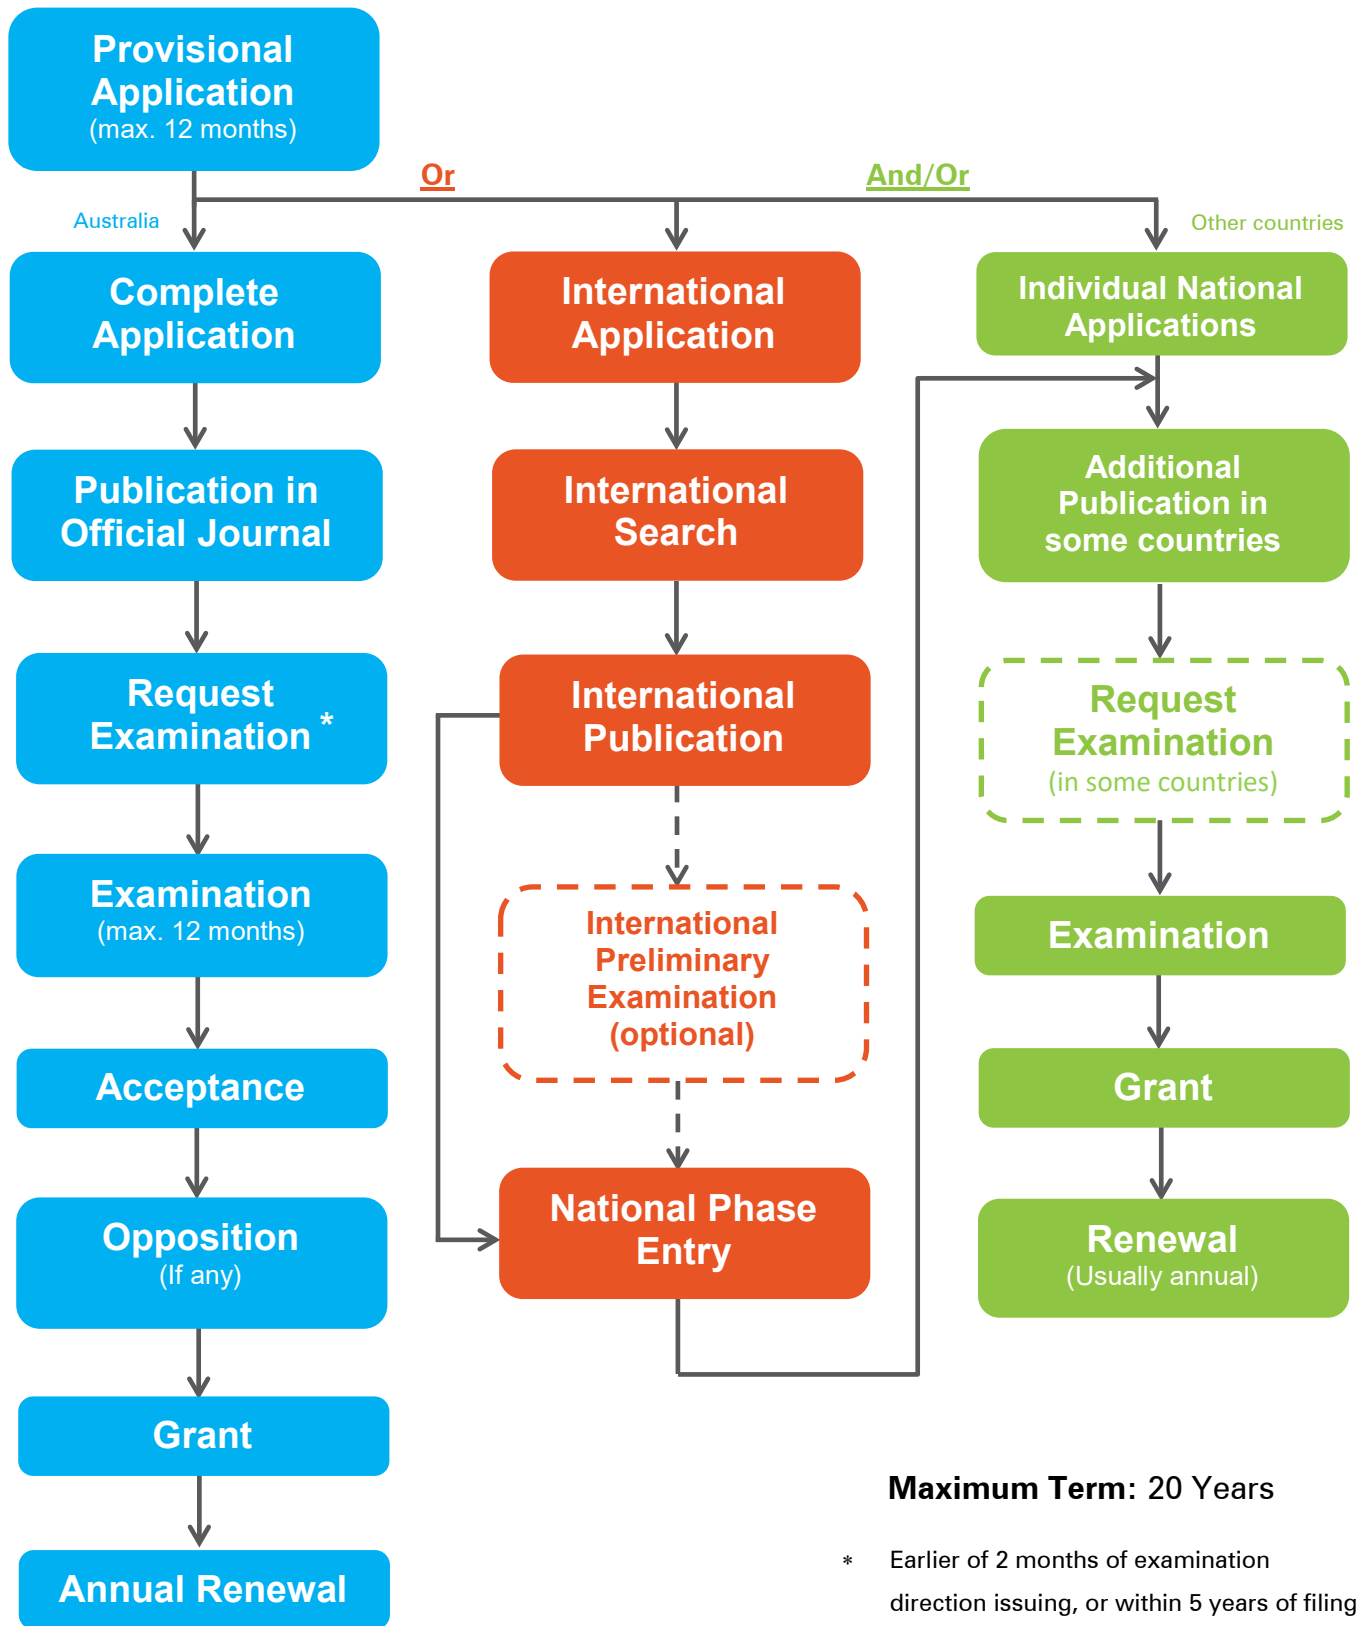 Provisional
Application
(max. 12 months)
Or
And/Or
Australia
Other countries
Complete
Application
Publication in
Official Journal
Request
Examination *
Examination
(max. 12 months)
Acceptance
Opposition
(If any)
Grant
Annual Renewal
International
Application
International
Search
International
Publication
International
Preliminary
Examination
(optional)
National Phase
Entry
Individual National
Applications
Additional
Publication in
some countries
Request
Examination
(in some countries)
Examination
Grant
Renewal
(Usually annual)
Maximum Term: 20 Years
* Earlier of 2 months of examination
direction issuing, or within 5 years of filing